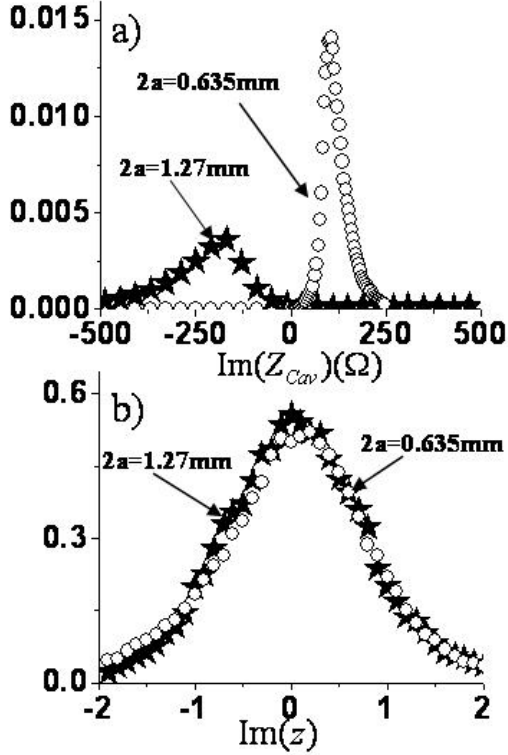 0.015
a)
2a=0.635mm
0.010
2a=1.27mm
0.005
0.000
-500 -250 0 250 500
Im(Z_Cav)(Ω)
0.6
b)
2a=1.27mm
2a=0.635mm
0.3
0.0
-2 -1 0 1 2
Im(z)